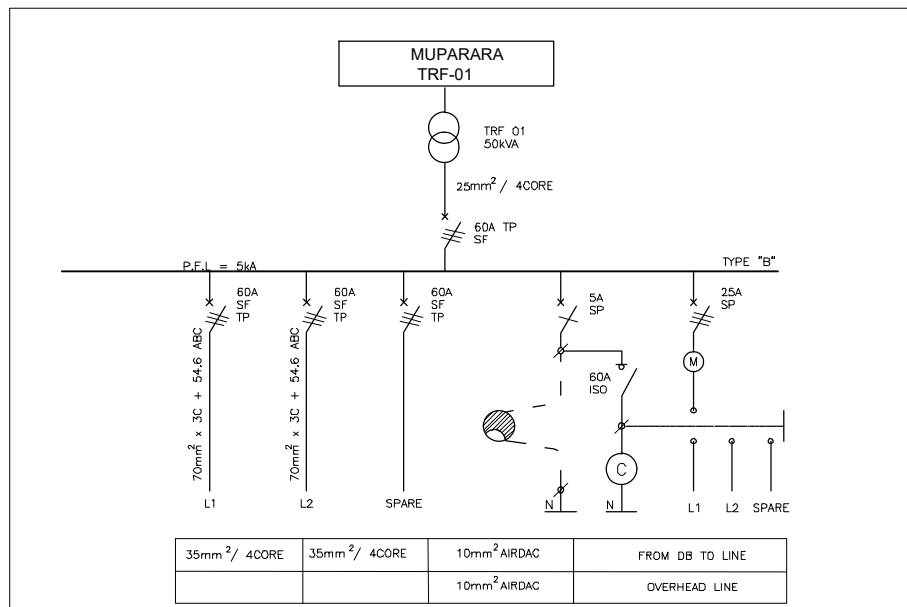 MUPARARA
TRF-01
TRF 01
50kVA
25mm²/ 4CORE
60A TP
SF
P.F.L = 5kA
TYPE "B"
60A
SF
TP
60A
SF
TP
60A
SF
TP
5A
SP
25A
SP
70mm² x 3C + 54.6 ABC
70mm² x 3C + 54.6 ABC
60A
ISO
M
C
L1
L2
SPARE
N
N
L1
L2
SPARE
35mm²/ 4CORE
35mm²/ 4CORE
10mm² AIRDAC
FROM DB TO LINE
10mm² AIRDAC
OVERHEAD LINE